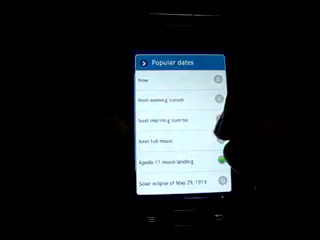 Popular dates
Now
Next evening sunset
Next morning sunrise
Next full moon
Apollo 11 moon landing
Solar eclipse of May 29, 1919